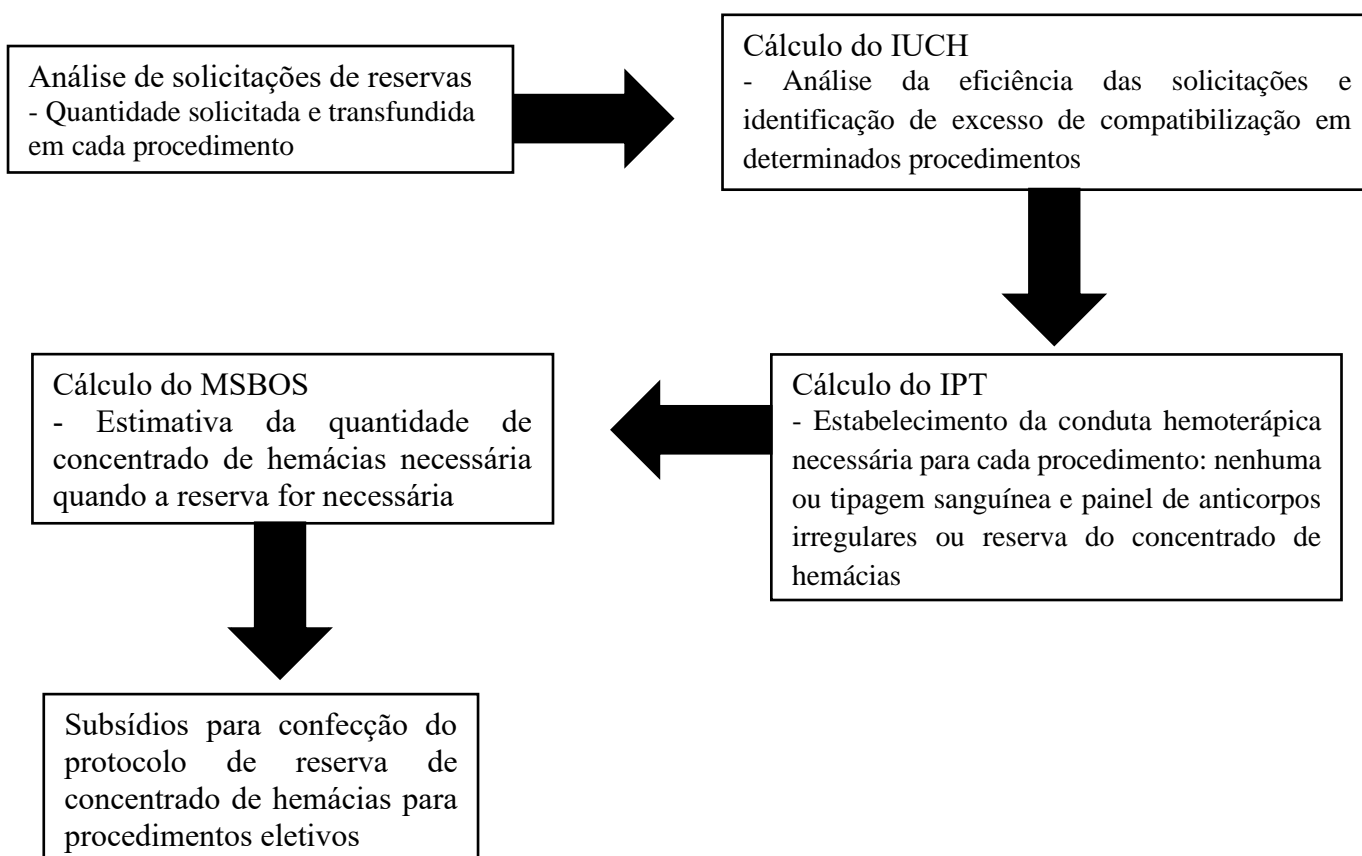 Análise de solicitações de reservas
- Quantidade solicitada e transfundida
em cada procedimento
Cálculo do IUCH
- Análise da eficiência das solicitações e
identificação de excesso de compatibilização em
determinados procedimentos
Cálculo do IPT
- Estabelecimento da conduta hemoterápica
necessária para cada procedimento: nenhuma
ou tipagem sanguínea e painel de anticorpos
irregulares ou reserva do concentrado de
hemácias
Cálculo do MSBOS
- Estimativa da quantidade de
concentrado de hemácias necessária
quando a reserva for necessária
Subsídios para confecção do
protocolo de reserva de
concentrado de hemácias para
procedimentos eletivos